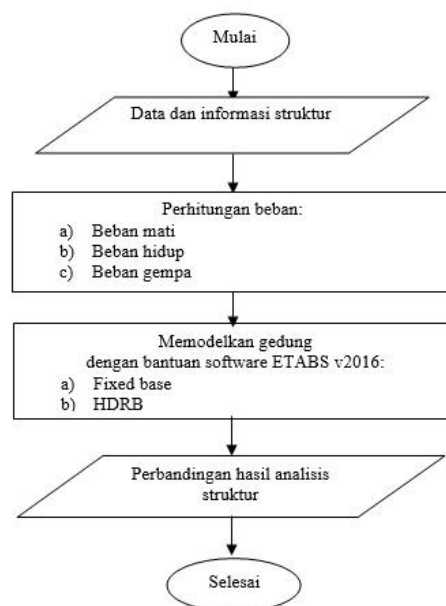 Mulai
Data dan informasi struktur
Perhitungan beban:
a) Beban mati
b) Beban hidup
c) Beban gempa
Memodelkan gedung
dengan bantuan software ETABS v2016:
a) Fixed base
b) HDRB
Perbandingan hasil analisis
struktur
Selesai